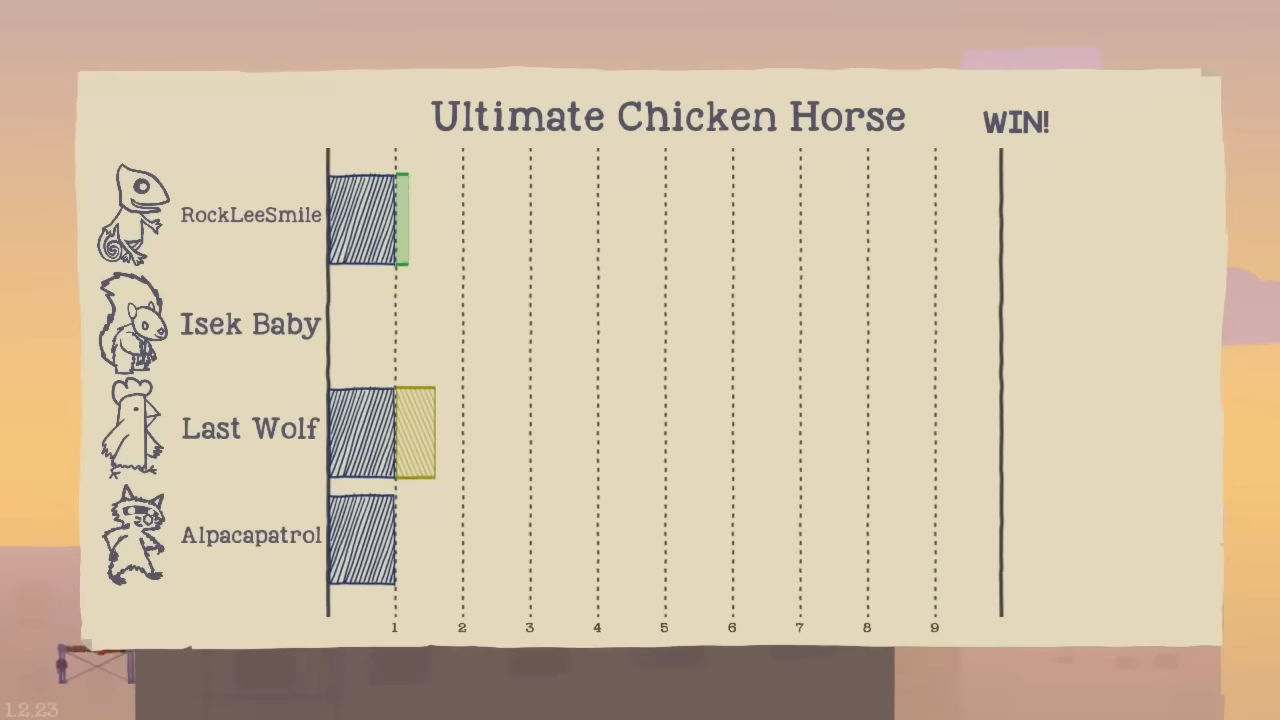 Ultimate Chicken Horse
WIN!
RockLeeSmile
Isek Baby
Last Wolf
Alpacapatrol
1 2 3 4 5 6 7 8 9
1.2.23